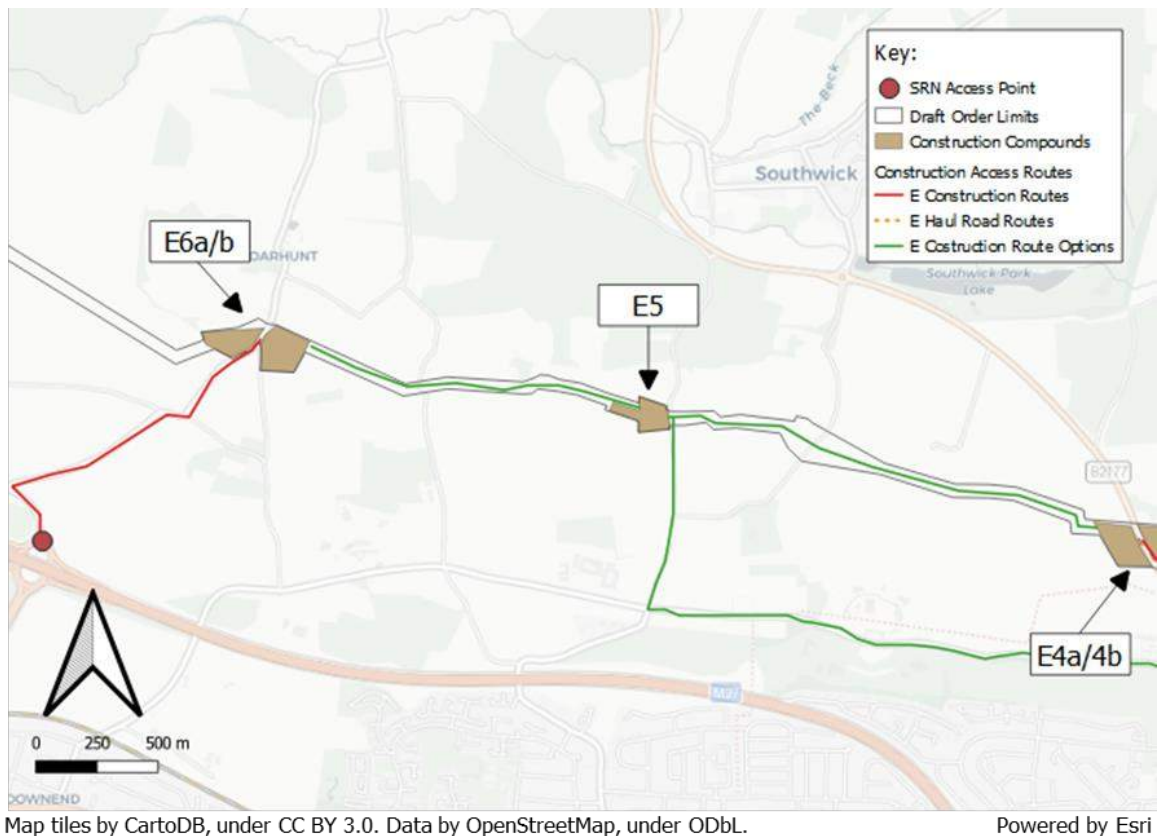 Key:
SRN Access Point
Draft Order Limits
Construction Compounds
Construction Access Routes
E Construction Routes
E Haul Road Routes
E Costruction Route Options
The Beck
Southwick
Southwick Park
Lake
E6a/b
DARHUNT
E5
B2177
E4a/4b
M27
0 250 500 m
DOWNEND
Map tiles by CartoDB, under CC BY 3.0. Data by OpenStreetMap, under ODbL.
Powered by Esri